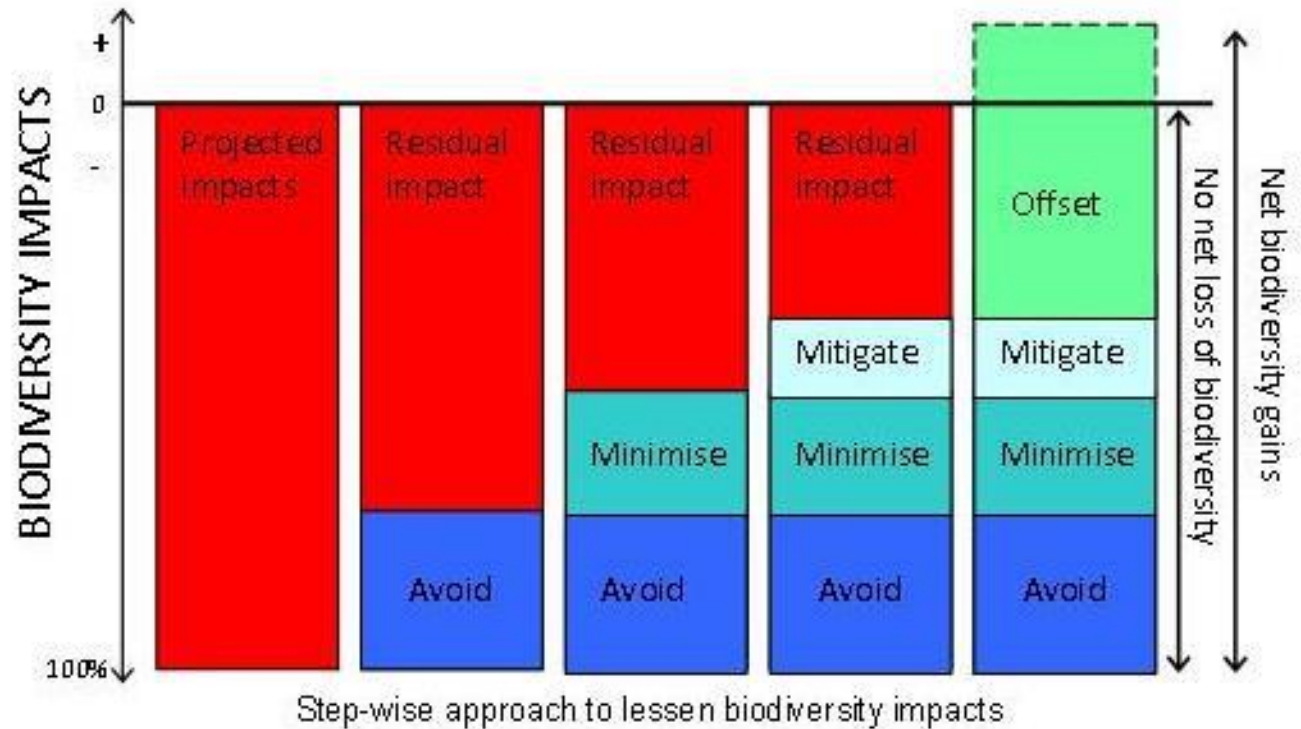 BIODIVERSITY IMPACTS
+
0
-
100%
Projected
impacts
Residual
impact
Avoid
Residual
impact
Minimise
Avoid
Residual
impact
Mitigate
Minimise
Avoid
Offset
Mitigate
Minimise
Avoid
No net loss of biodiversity
Net biodiversity gains
Step-wise approach to lessen biodiversity impacts